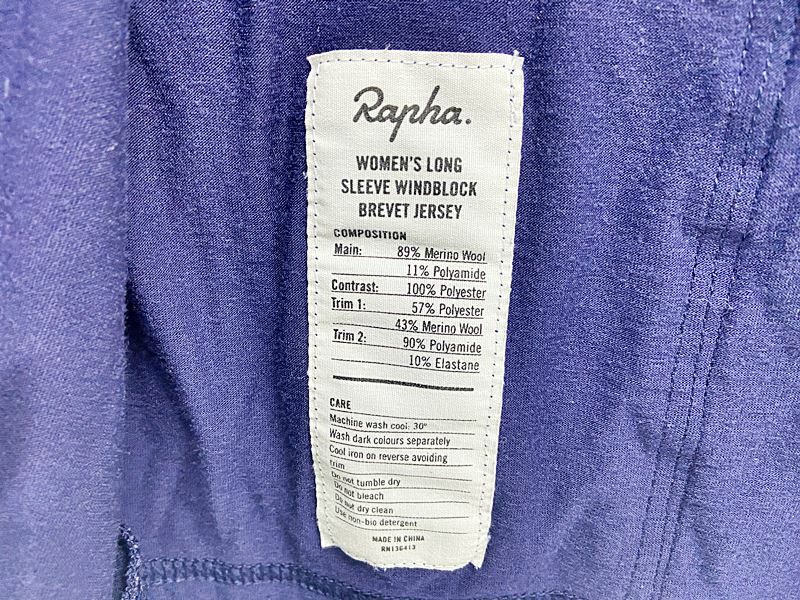 Rapha.
WOMEN'S LONG
SLEEVE WINDBLOCK
BREVET JERSEY
COMPOSITION
Main: 89% Merino Wool
11% Polyamide
Contrast: 100% Polyester
Trim 1: 57% Polyester
43% Merino Wool
Trim 2: 90% Polyamide
10% Elastane
CARE
Machine wash cool: 30°
Wash dark colours separately
Cool iron on reverse avoiding
trim
Do not tumble dry
Do not bleach
Do not dry clean
Use non-bio detergent
MADE IN CHINA
RN136413